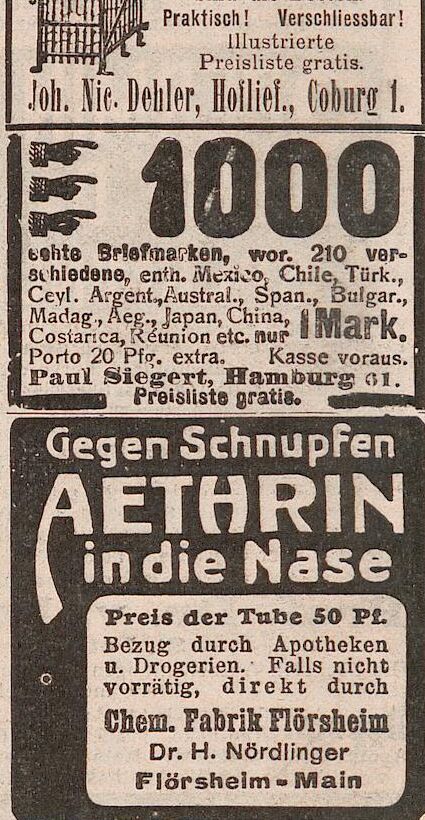 Praktisch! Verschliessbar!
Illustrierte
Preisliste gratis.
Joh. Nic. Dehler, Hoflief., Coburg 1.
1000
echte Briefmarken, wor. 210 ver-
schiedene, enth. Mexico, Chile, Türk.,
Ceyl. Argent., Austral., Span., Bulgar.,
Madag., Aeg., Japan, China,
Costarica, Réunion etc. nur 1 Mark.
Porto 20 Pfg. extra. Kasse voraus.
Paul Siegert, Hamburg 61.
Preisliste gratis.
Gegen Schnupfen
AETHRIN
in die Nase
Preis der Tube 50 Pf.
Bezug durch Apotheken
u. Drogerien. Falls nicht
vorrätig, direkt durch
Chem. Fabrik Flörsheim
Dr. H. Nördlinger
Flörsheim - Main